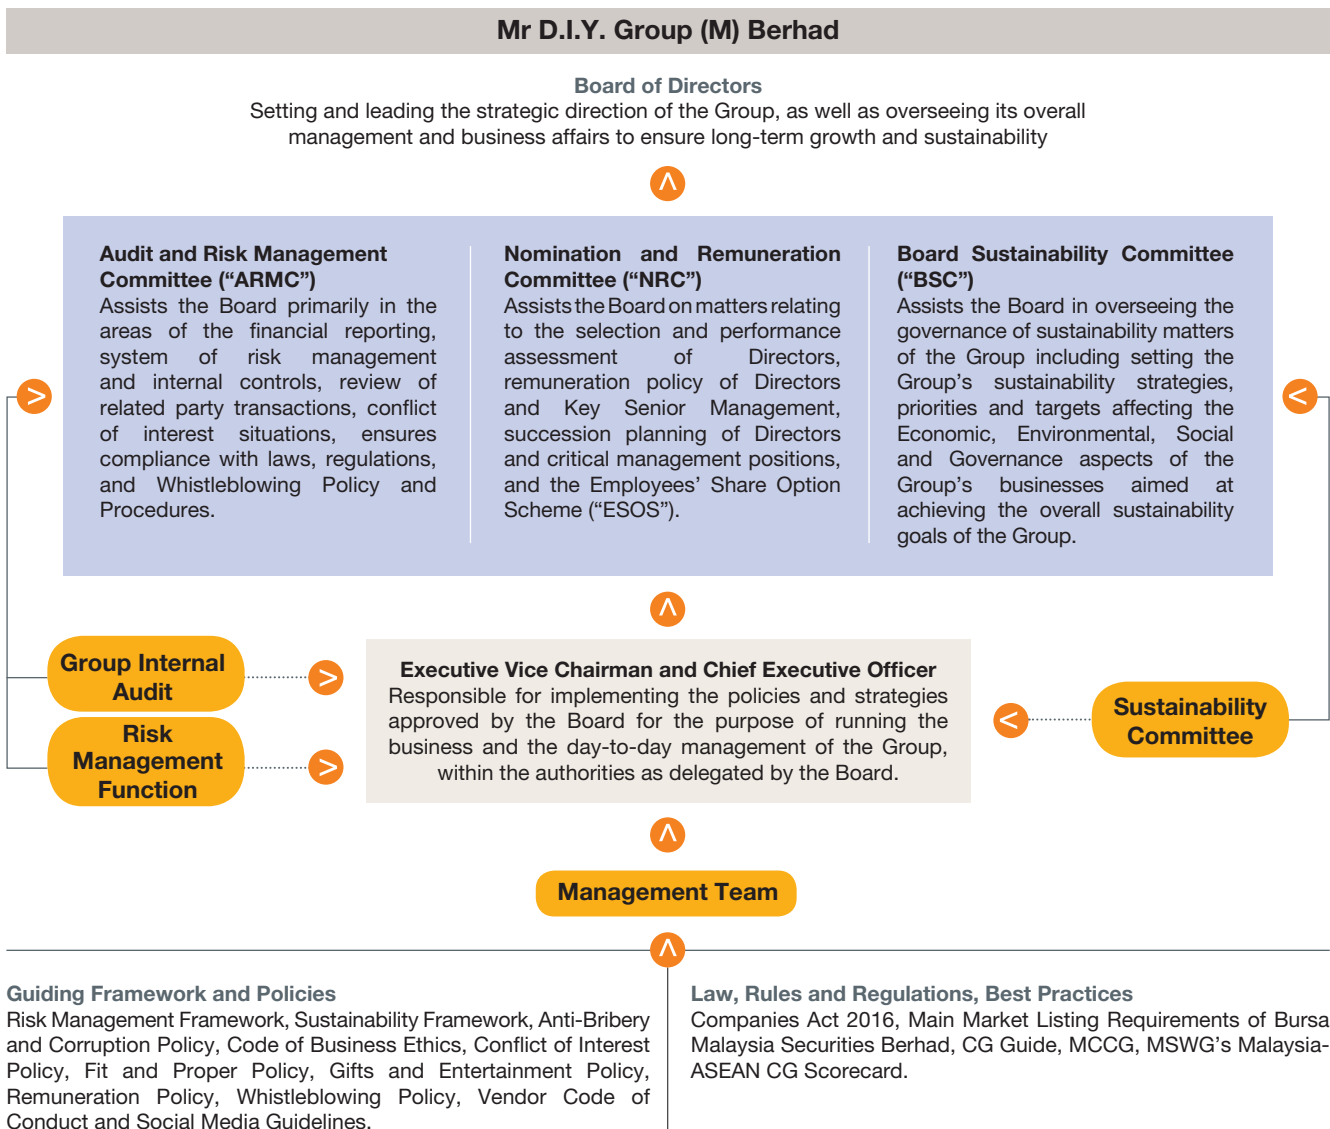 Mr D.I.Y. Group (M) Berhad
Board of Directors
Setting and leading the strategic direction of the Group, as well as overseeing its overall
management and business affairs to ensure long-term growth and sustainability
Audit and Risk Management
Committee (“ARMC”)
Assists the Board primarily in the
areas of the financial reporting,
system of risk management
and internal controls, review of
related party transactions, conflict
of interest situations, ensures
compliance with laws, regulations,
and Whistleblowing Policy and
Procedures.
Nomination and Remuneration
Committee (“NRC”)
Assists the Board on matters relating
to the selection and performance
assessment of Directors,
remuneration policy of Directors
and Key Senior Management,
succession planning of Directors
and critical management positions,
and the Employees’ Share Option
Scheme (“ESOS”).
Board Sustainability Committee
(“BSC”)
Assists the Board in overseeing the
governance of sustainability matters
of the Group including setting the
Group’s sustainability strategies,
priorities and targets affecting the
Economic, Environmental, Social
and Governance aspects of the
Group’s businesses aimed at
achieving the overall sustainability
goals of the Group.
Group Internal
Audit
Risk
Management
Function
Executive Vice Chairman and Chief Executive Officer
Responsible for implementing the policies and strategies
approved by the Board for the purpose of running the
business and the day-to-day management of the Group,
within the authorities as delegated by the Board.
Sustainability
Committee
Management Team
Guiding Framework and Policies
Risk Management Framework, Sustainability Framework, Anti-Bribery
and Corruption Policy, Code of Business Ethics, Conflict of Interest
Policy, Fit and Proper Policy, Gifts and Entertainment Policy,
Remuneration Policy, Whistleblowing Policy, Vendor Code of
Conduct and Social Media Guidelines.
Law, Rules and Regulations, Best Practices
Companies Act 2016, Main Market Listing Requirements of Bursa
Malaysia Securities Berhad, CG Guide, MCCG, MSWG’s Malaysia-
ASEAN CG Scorecard.